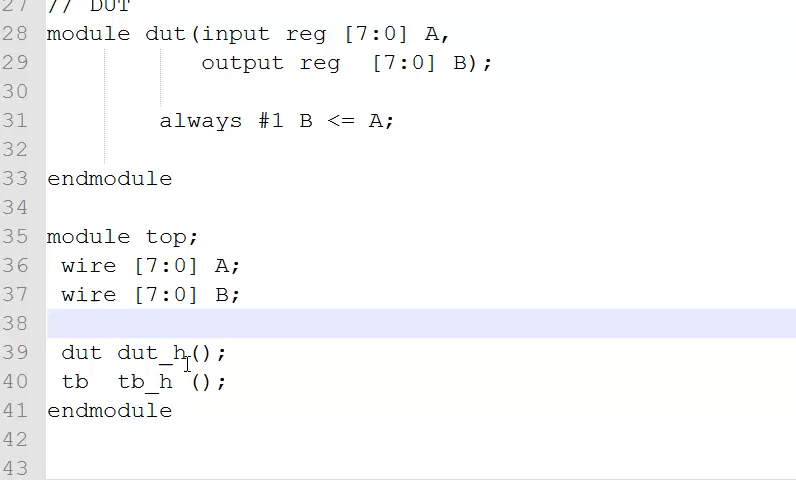 27 // DUT
28 module dut(input reg [7:0] A,
29 output reg [7:0] B);
30
31 always #1 B <= A;
32
33 endmodule
34
35 module top;
36 wire [7:0] A;
37 wire [7:0] B;
38
39 dut dut_h();
40 tb tb_h ();
41 endmodule
42
43